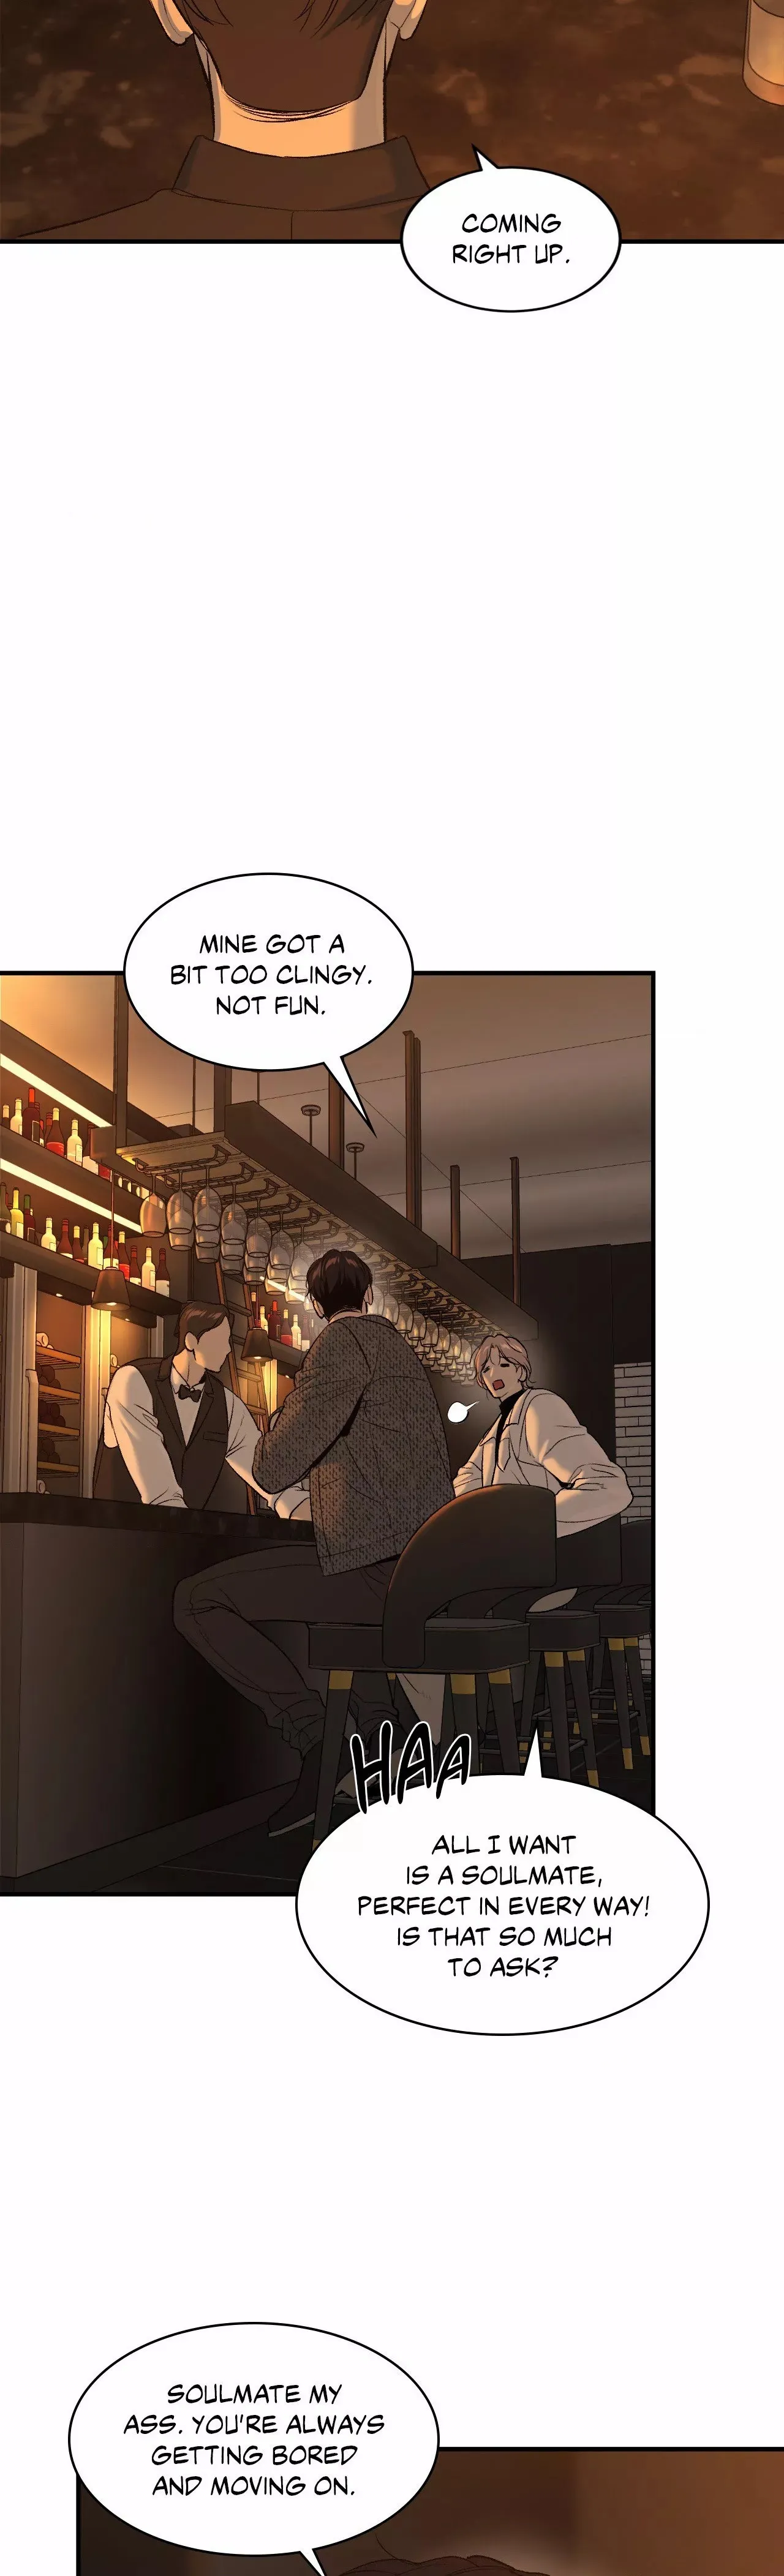 COMING
RIGHT UP.
MINE GOT A
BIT TOO CLINGY.
NOT FUN.
HAA
ALL I WANT
IS A SOULMATE,
PERFECT IN EVERY WAY!
IS THAT SO MUCH
TO ASK?
SOULMATE MY
ASS. YOU'RE ALWAYS
GETTING BORED
AND MOVING ON.